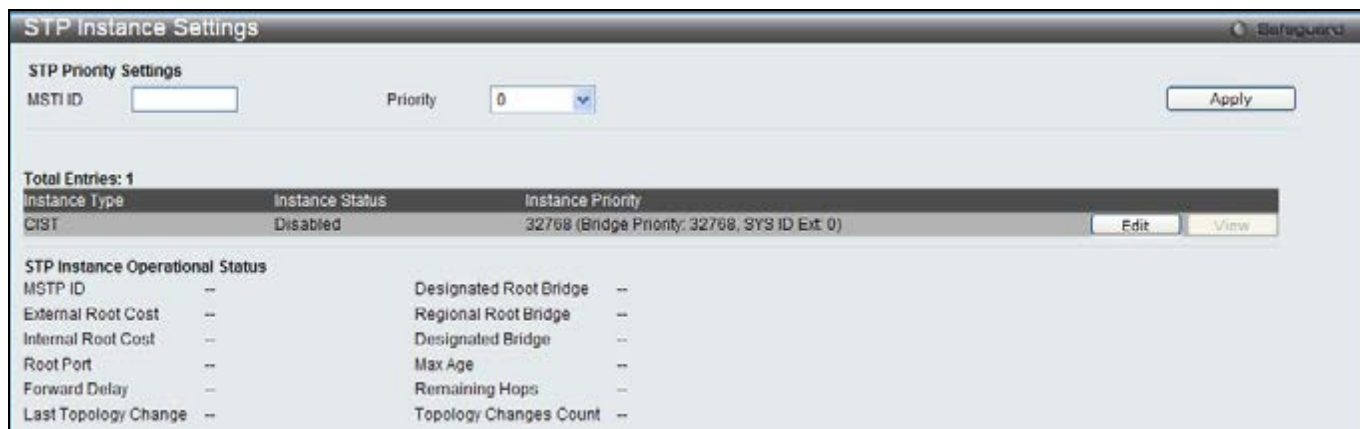 STP Instance Settings
Safeguard
STP Priority Settings
MSTI ID Priority 0 Apply
Total Entries: 1
Instance Type Instance Status Instance Priority
CIST Disabled 32768 (Bridge Priority: 32768, SYS ID Ext: 0) Edit View
STP Instance Operational Status
MSTP ID -- Designated Root Bridge --
External Root Cost -- Regional Root Bridge --
Internal Root Cost -- Designated Bridge --
Root Port -- Max Age --
Forward Delay -- Remaining Hops --
Last Topology Change -- Topology Changes Count --